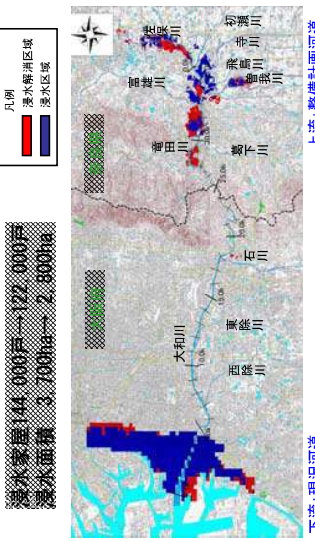 浸水家屋 144,000戸→122,000戸
浸水面積 3,700ha→ 2,800ha
凡例
浸水解消区域
浸水区域
佐保川
初瀬川
寺川
飛鳥川
曽我川
富雄川
竜田川
葛下川
石川
大和川
東除川
西除川
10.0k
下流:現況河道
上流:整備計画河道